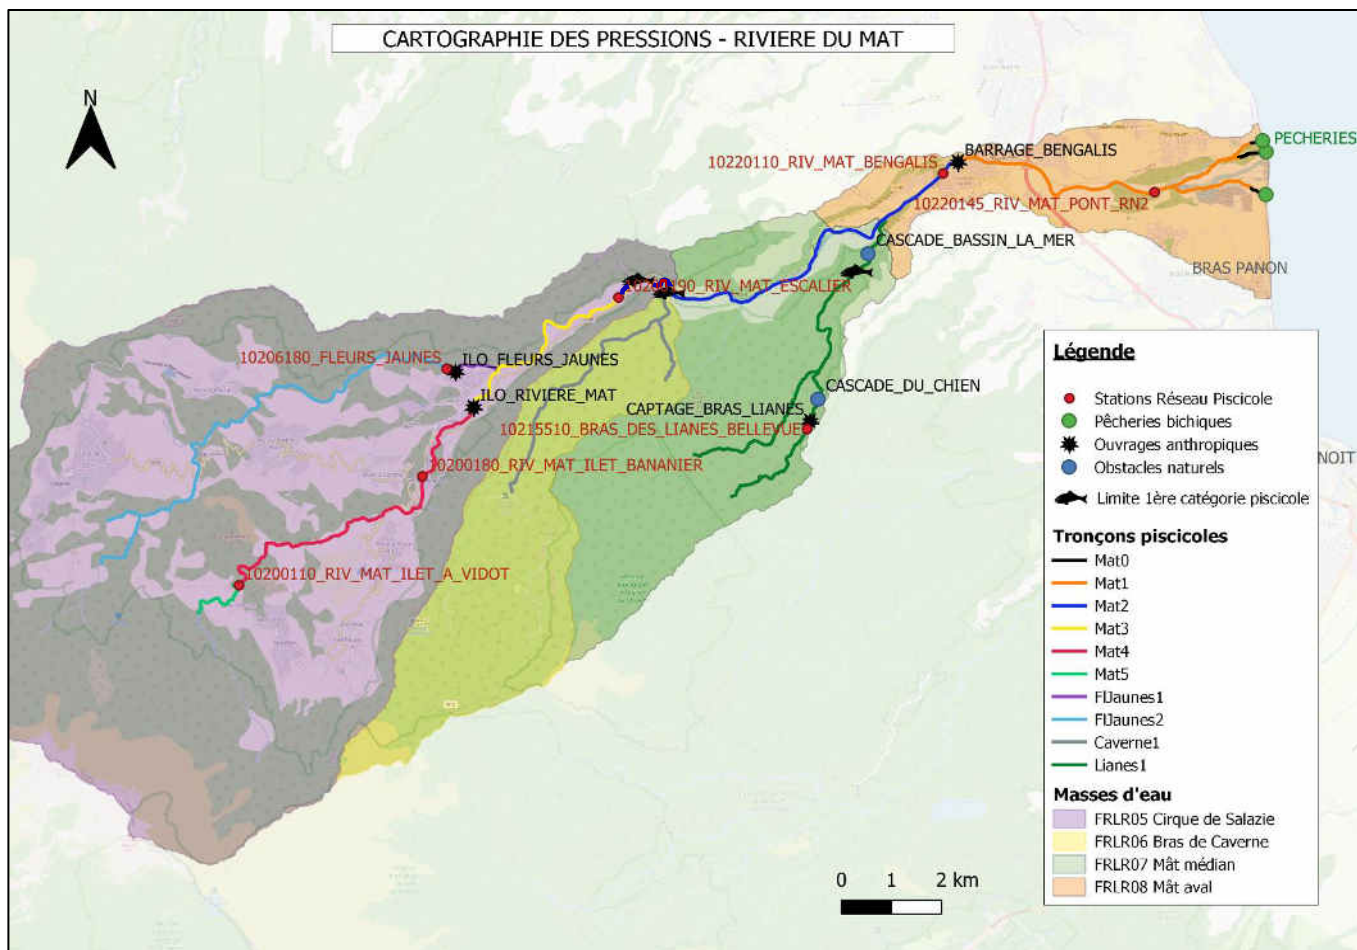 CARTOGRAPHIE DES PRESSIONS - RIVIERE DU MAT
N
BARRAGE_BENGALIS
PECHERIES
10220110_RIV_MAT_BENGALIS
10220145_RIV_MAT_PONT_RN2
CASCADE_BASSIN_LA_MER
BRAS PANON
RIV_MAT_ESCALIER
10206180_FLEURS_JAUNES
ILO_FLEURS_JAUNES
ILO_RIVIERE_MAT
CASCADE_DU_CHIEN
CAPTAGE_BRAS_LIANES
10215510_BRAS_DES_LIANES_BELLEVUE
10200180_RIV_MAT_ILET_BANANIER
10200110_RIV_MAT_ILET_A_VIDOT
NOIT
Légende
Stations Réseau Piscicole
Pêcheries bichiques
Ouvrages anthropiques
Obstacles naturels
Limite 1ère catégorie piscicole
Tronçons piscicoles
Mat0
Mat1
Mat2
Mat3
Mat4
Mat5
FlJaunes1
FlJaunes2
Caverne1
Lianes1
Masses d'eau
FRLR05 Cirque de Salazie
FRLR06 Bras de Caverne
FRLR07 Mât médian
FRLR08 Mât aval
0 1 2 km